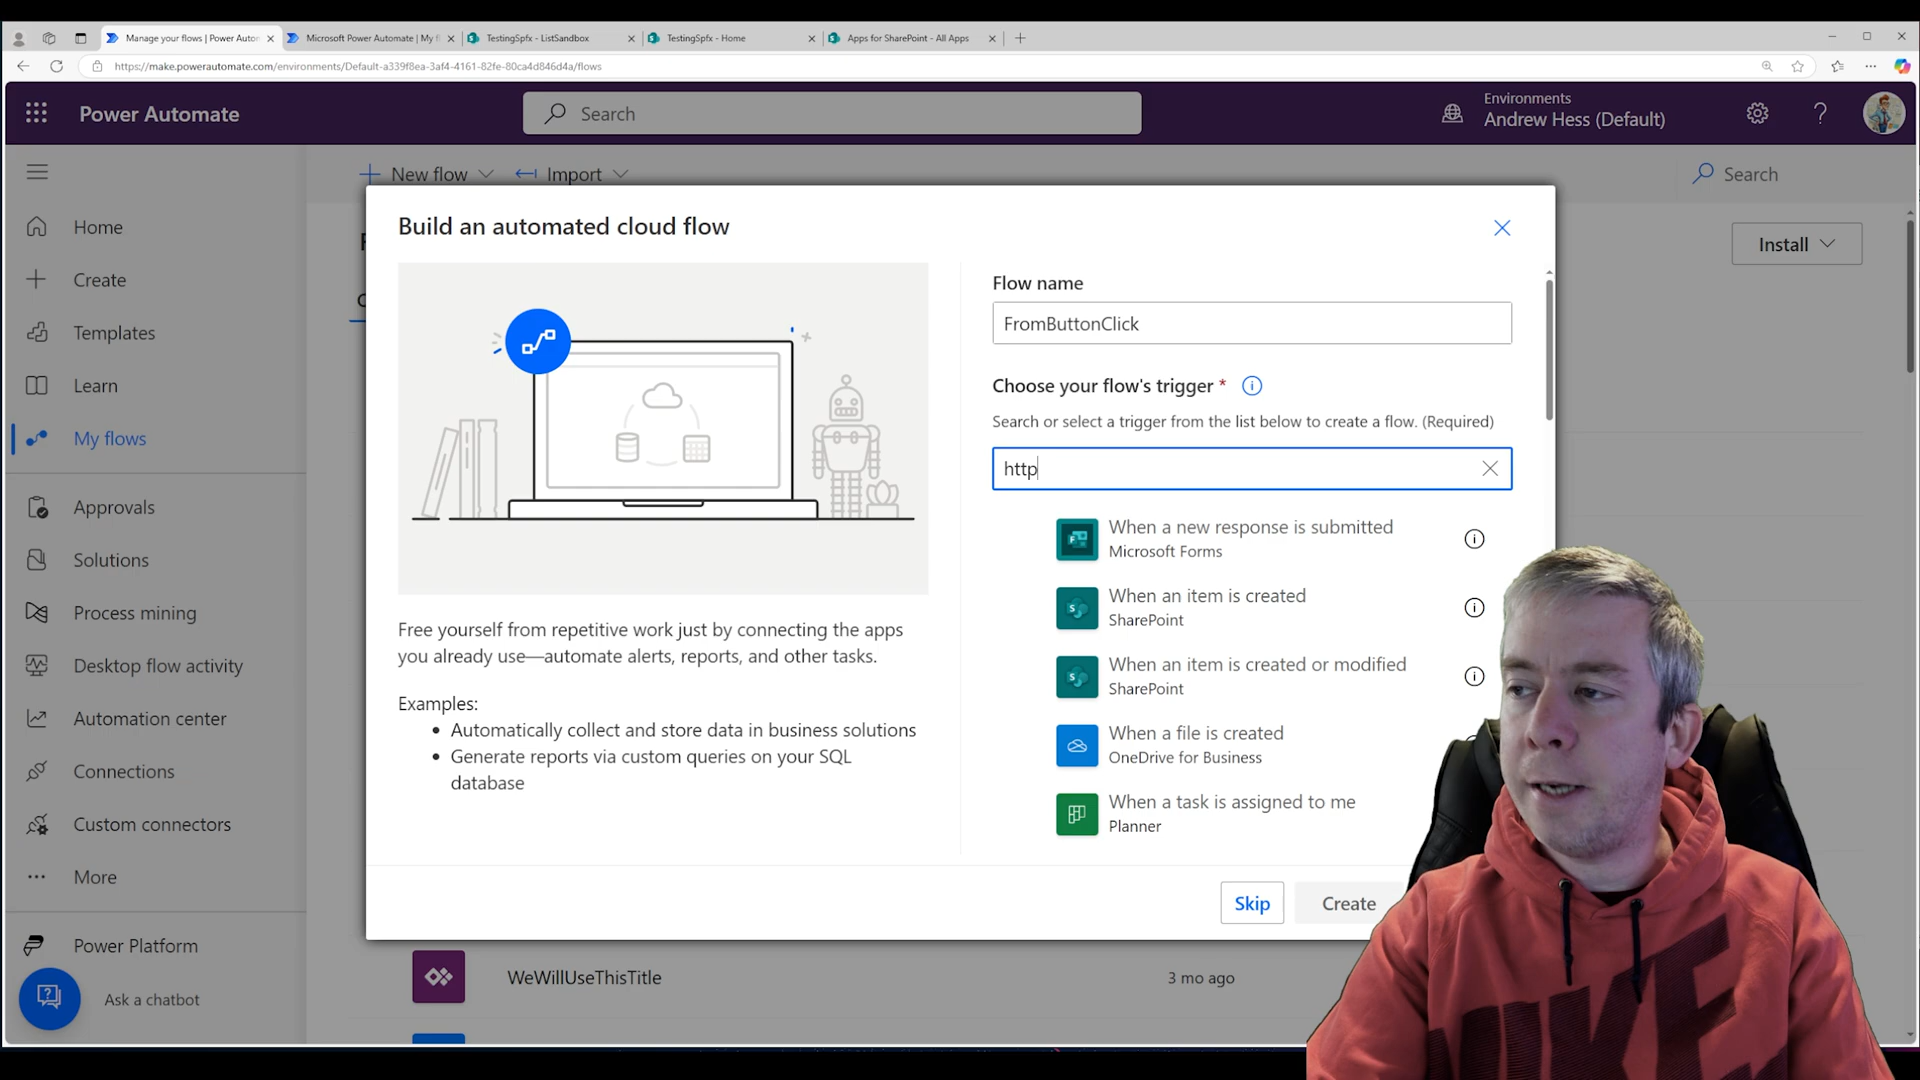 Manage your flows | Power Auto
Microsoft Power Automate | My f
TestingSpfx - ListSandbox
TestingSpfx - Home
Apps for SharePoint - All Apps
https://make.powerautomate.com/environments/Default-a339f8ea-3af4-4161-82fe-80ca4d846d4a/flows
Power Automate
Search
Environments
Andrew Hess (Default)
New flow
Import
Search
Home
Create
Templates
Learn
My flows
Approvals
Solutions
Process mining
Desktop flow activity
Automation center
Connections
Custom connectors
More
Power Platform
Ask a chatbot
Install
Build an automated cloud flow
Free yourself from repetitive work just by connecting the apps
you already use—automate alerts, reports, and other tasks.
Examples:
• Automatically collect and store data in business solutions
• Generate reports via custom queries on your SQL
database
Flow name
FromButtonClick
Choose your flow's trigger *
Search or select a trigger from the list below to create a flow. (Required)
http
When a new response is submitted
Microsoft Forms
When an item is created
SharePoint
When an item is created or modified
SharePoint
When a file is created
OneDrive for Business
When a task is assigned to me
Planner
Skip
Create
WeWillUseThisTitle
3 mo ago
NIKE